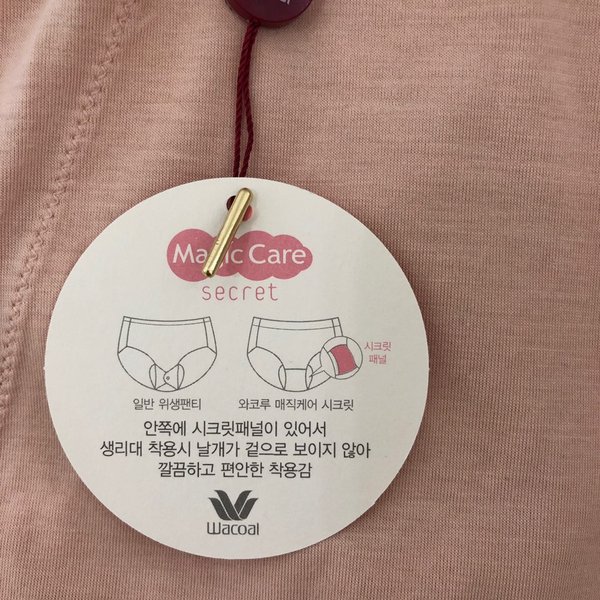 Magic Care
secret
시크릿
패널
일반 위생팬티
와코루 매직케어 시크릿
안쪽에 시크릿패널이 있어서
생리대 착용시 날개가 겉으로 보이지 않아
깔끔하고 편안한 착용감
Wacoal